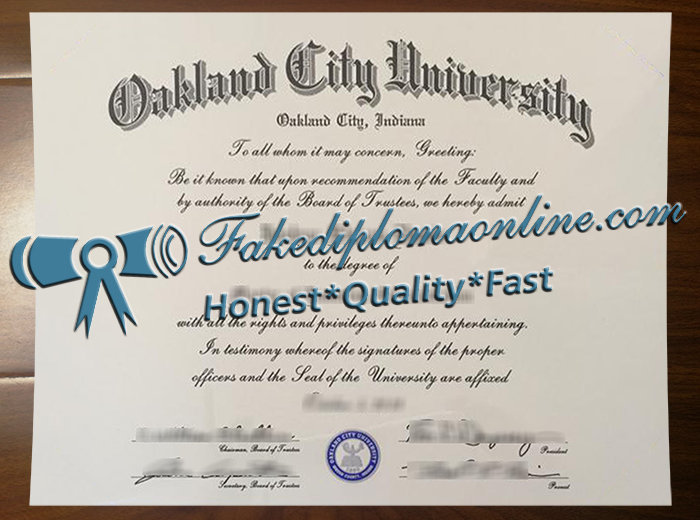 Oakland City University
Oakland City, Indiana
To all whom it may concern, Greeting:
Be it known that upon recommendation of the Faculty and
by authority of the Board of Trustees, we hereby admit
Fakediplomaonline.com
to the degree of
Honest*Quality*Fast
with all the rights and privileges thereunto appertaining.
In testimony whereof the signatures of the proper
officers and the Seal of the University are affixed
Chairman, Board of Trustees
President
OAKLAND CITY UNIVERSITY
Secretary, Board of Trustees
Provost